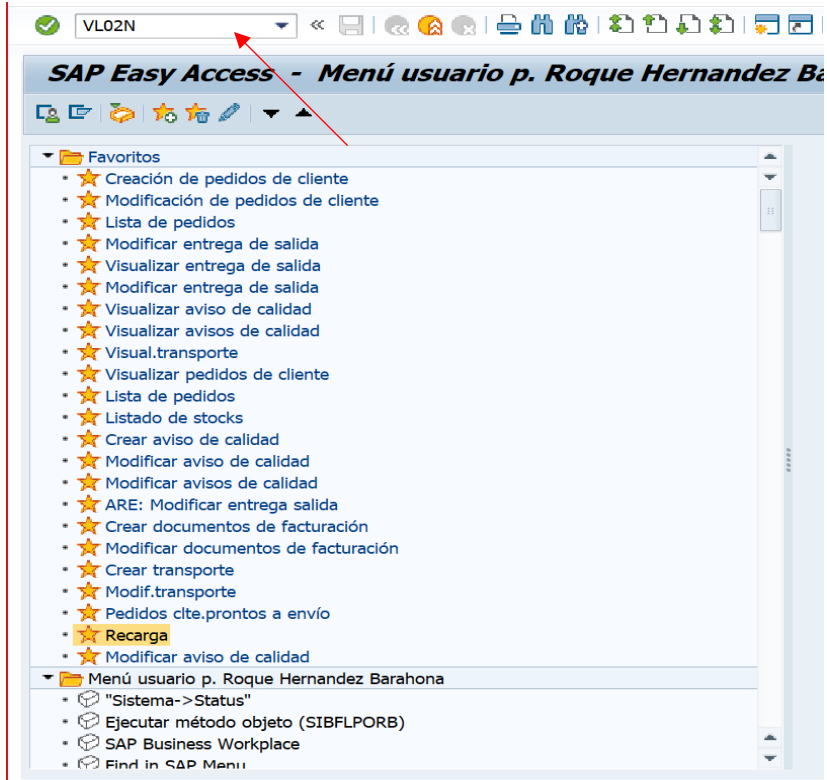 VL02N
SAP Easy Access - Menú usuario p. Roque Hernandez
Favoritos
Creación de pedidos de cliente
Modificación de pedidos de cliente
Lista de pedidos
Modificar entrega de salida
Visualizar entrega de salida
Modificar entrega de salida
Visualizar aviso de calidad
Visualizar avisos de calidad
Visual.transporte
Visualizar pedidos de cliente
Lista de pedidos
Listado de stocks
Crear aviso de calidad
Modificar aviso de calidad
Modificar avisos de calidad
ARE: Modificar entrega salida
Crear documentos de facturación
Modificar documentos de facturación
Crear transporte
Modif.transporte
Pedidos clte.prontos a envío
Recarga
Modificar aviso de calidad
Menú usuario p. Roque Hernandez Barahona
"Sistema->Status"
Ejecutar método objeto (SIBFLPORB)
SAP Business Workplace
Find in SAP Menu